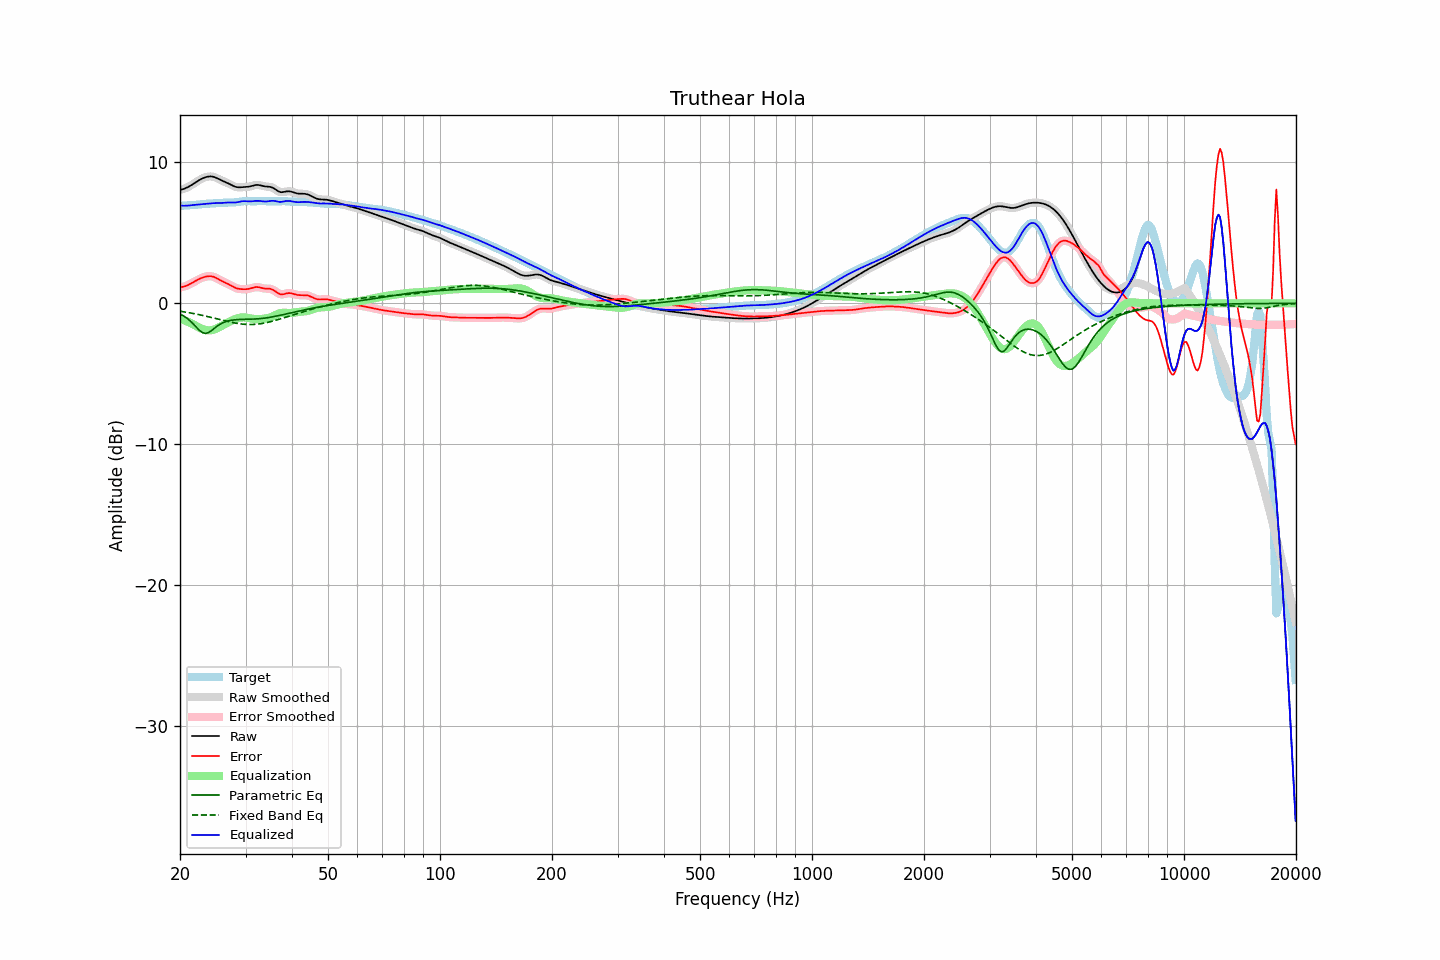 Truthear Hola
Amplitude (dBr)
10
0
−10
−20
−30
Target
Raw Smoothed
Error Smoothed
Raw
Error
Equalization
Parametric Eq
Fixed Band Eq
Equalized
20 50 100 200 500 1000 2000 5000 10000 20000
Frequency (Hz)